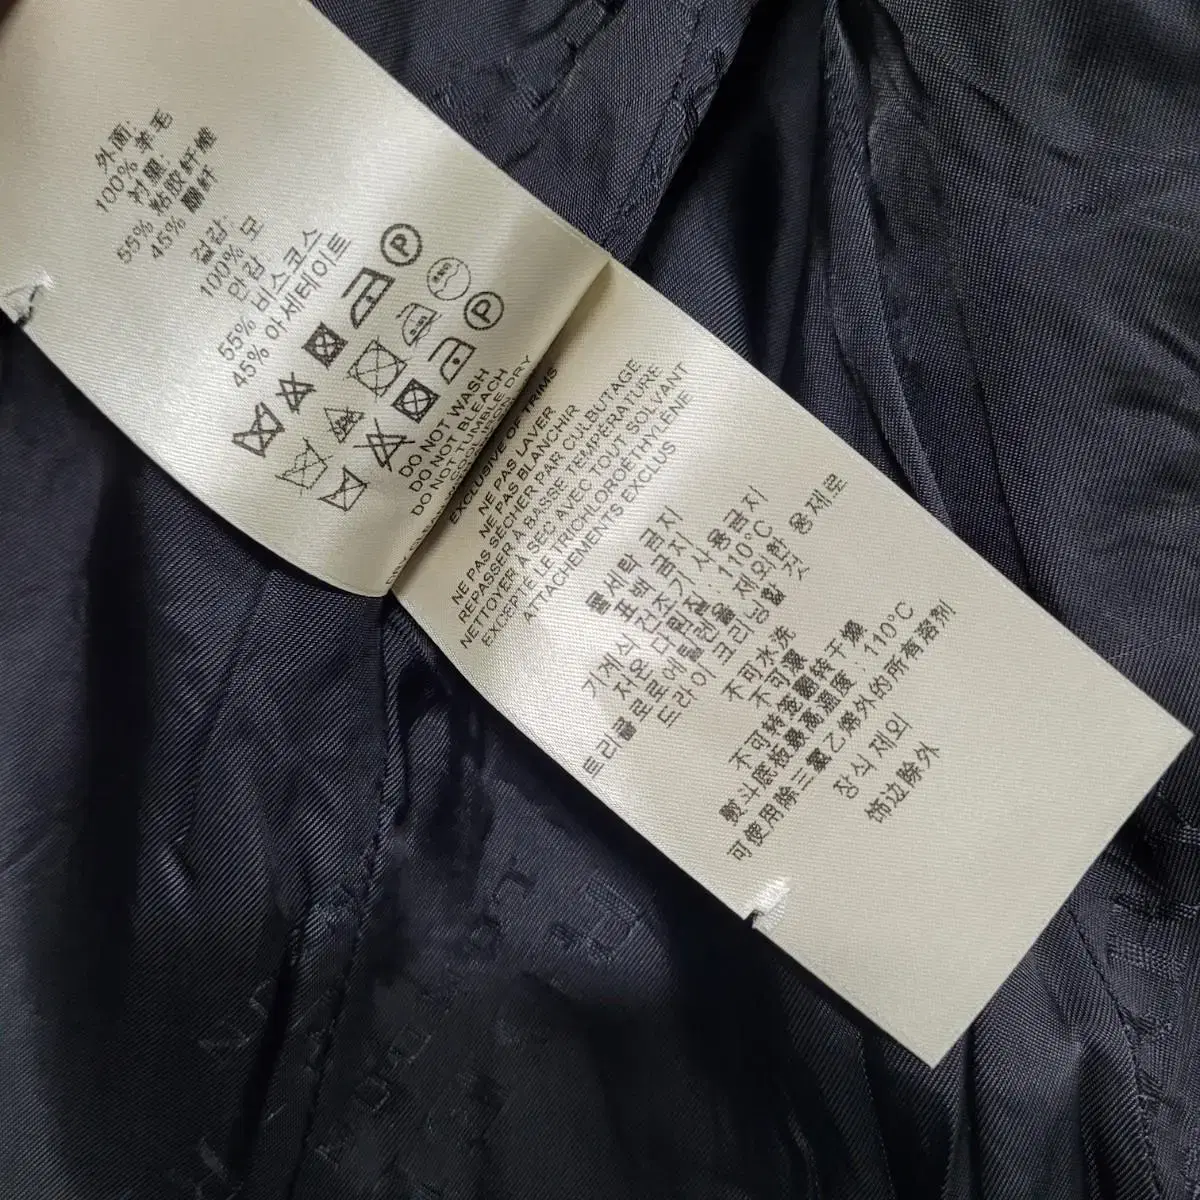 外面:
100% 羊毛
衬里:
55% 粘胶纤维
45% 醋纤
겉감:
100% 모
안감:
55% 비스코스
45% 아세테이트
P
P
DO NOT WASH
DO NOT BLEACH
DO NOT TUMBLE DRY
EXCLUSIVE OF TRIMS
NE PAS LAVER
NE PAS BLANCHIR
NE PAS SÉCHER PAR CULBUTAGE
REPASSER À BASSE TEMPÉRATURE
NETTOYER À SEC AVEC TOUT SOLVANT
EXCEPTÉ LE TRICHLOROETHYLENE
ATTACHEMENTS EXCLUS
물세탁 금지
표백 금지
기계식 건조기 사용금지
저온 다림질: 110°C
트리클로로에틸렌을 제외한 용제로
드라이 크리닝할 것
不可水洗
不可漂
不可转笼翻转干燥
熨斗底板最高温度: 110°C
可使用除三氯乙烯外的所有溶剂
장식 제외
饰边除外